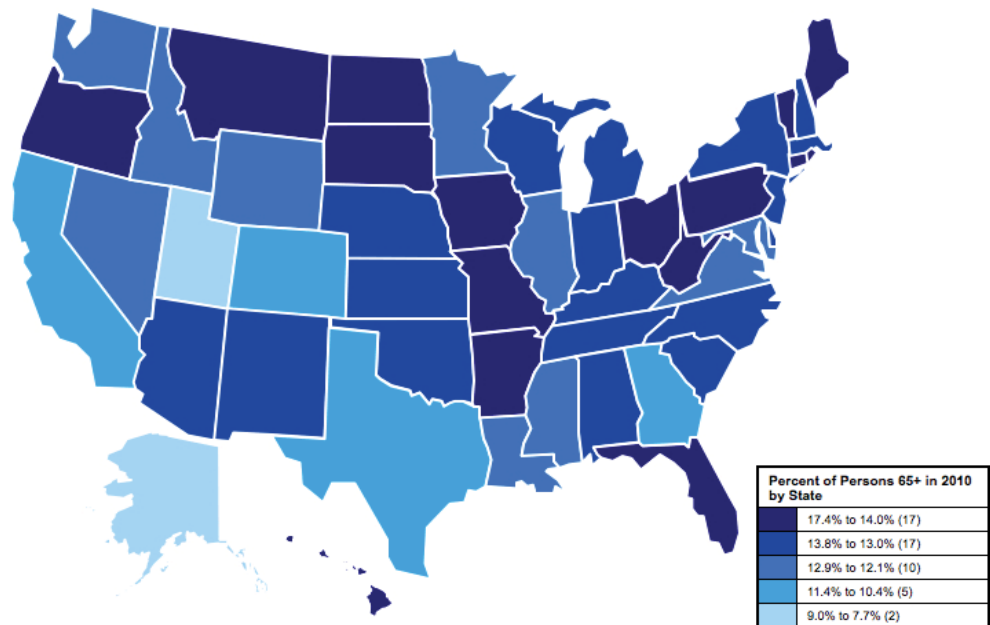 Percent of Persons 65+ in 2010
by State
17.4% to 14.0% (17)
13.8% to 13.0% (17)
12.9% to 12.1% (10)
11.4% to 10.4% (5)
9.0% to 7.7% (2)